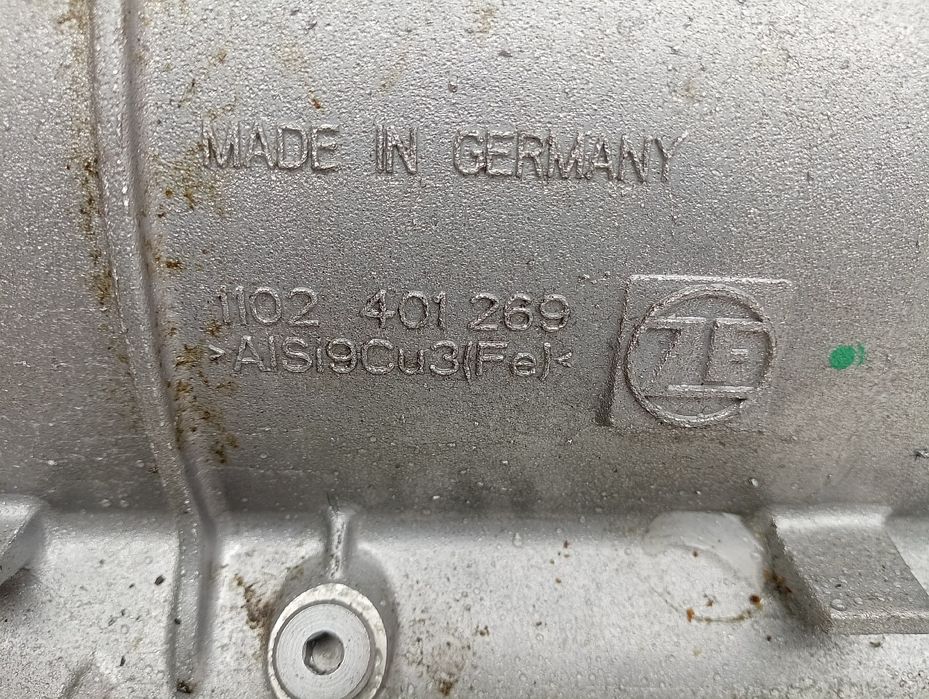 MADE IN GERMANY
1102 401 269
>AlSi9Cu3(Fe)<
ZF